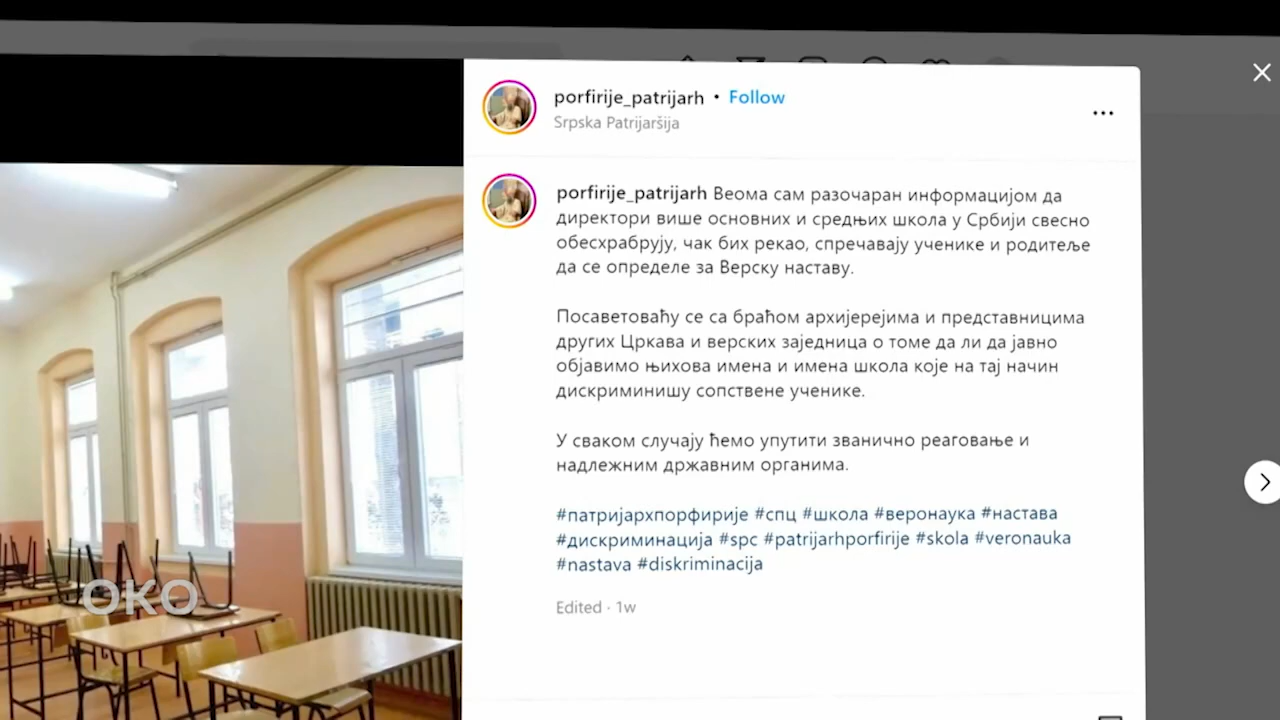 porfirije_patrijarh • Follow
Srpska Patrijaršija
porfirije_patrijarh Веома сам разочаран информацијом да
директори више основних и средњих школа у Србији свесно
обесхрабрују, чак бих рекао, спречавају ученике и родитеље
да се определе за Верску наставу.
Посаветоваћу се са браћом архијерејима и представницима
других Цркава и верских заједница о томе да ли да јавно
објавимо њихова имена и имена школа које на тај начин
дискриминишу сопствене ученике.
У сваком случају ћемо упутити званично реаговање и
надлежним државним органима.
#патријархпорфирије #спц #школа #веронаука #настава
#дискриминација #spc #patrijarhporfirije #skola #veronauka
#nastava #diskriminacija
Edited · 1w
OKO